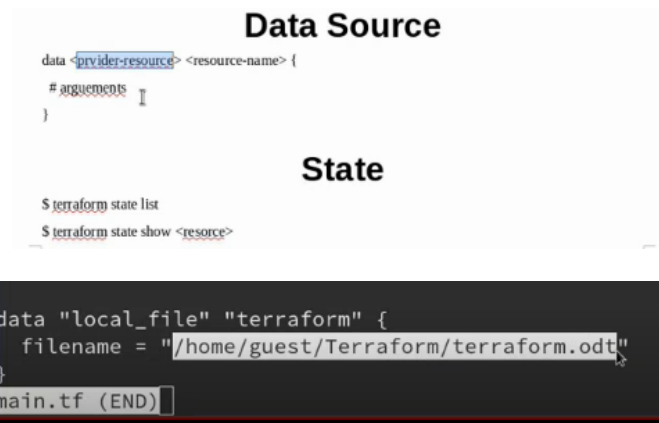 Data Source
data <prvider-resource> <resource-name> {
# arguements
}
State
$ terraform state list
$ terraform state show <resorce>
data "local_file" "terraform" {
filename = "/home/guest/Terraform/terraform.odt"
}
main.tf (END)